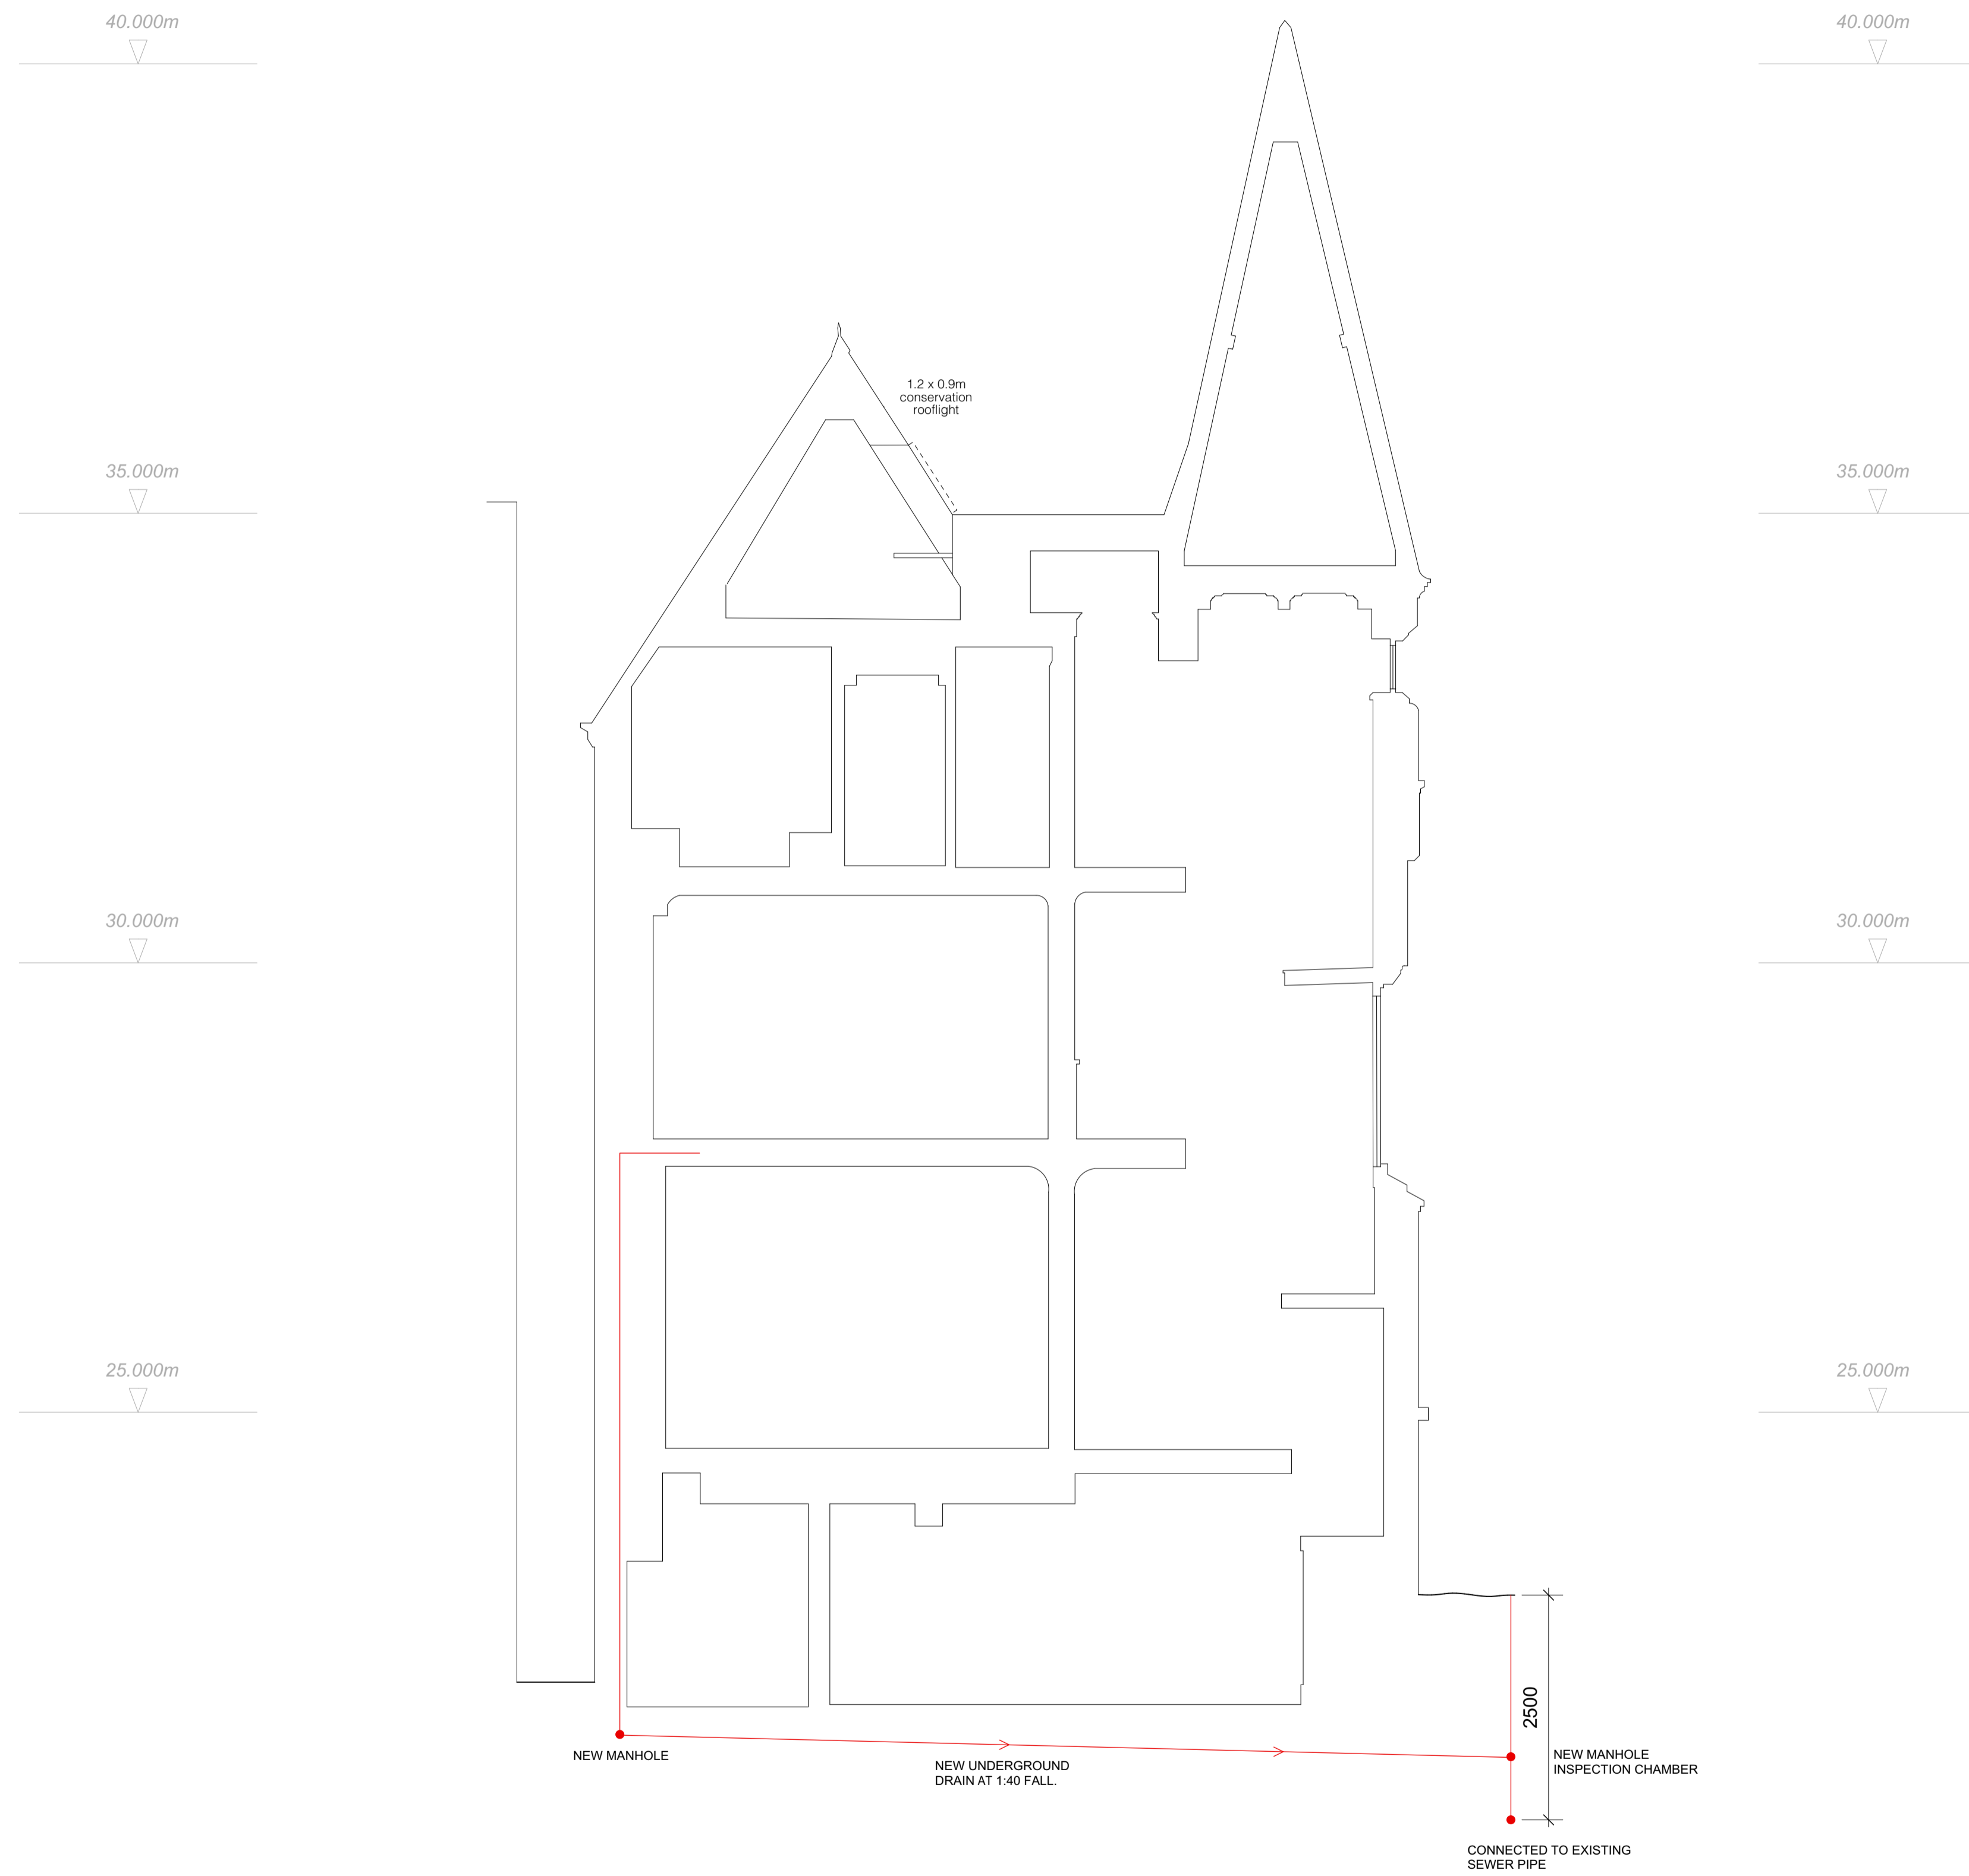 40.000m
40.000m
1.2 x 0.9m
conservation
rooflight
35.000m
35.000m
30.000m
30.000m
25.000m
25.000m
2500
NEW MANHOLE
NEW UNDERGROUND
DRAIN AT 1:40 FALL.
NEW MANHOLE
INSPECTION CHAMBER
CONNECTED TO EXISTING
SEWER PIPE